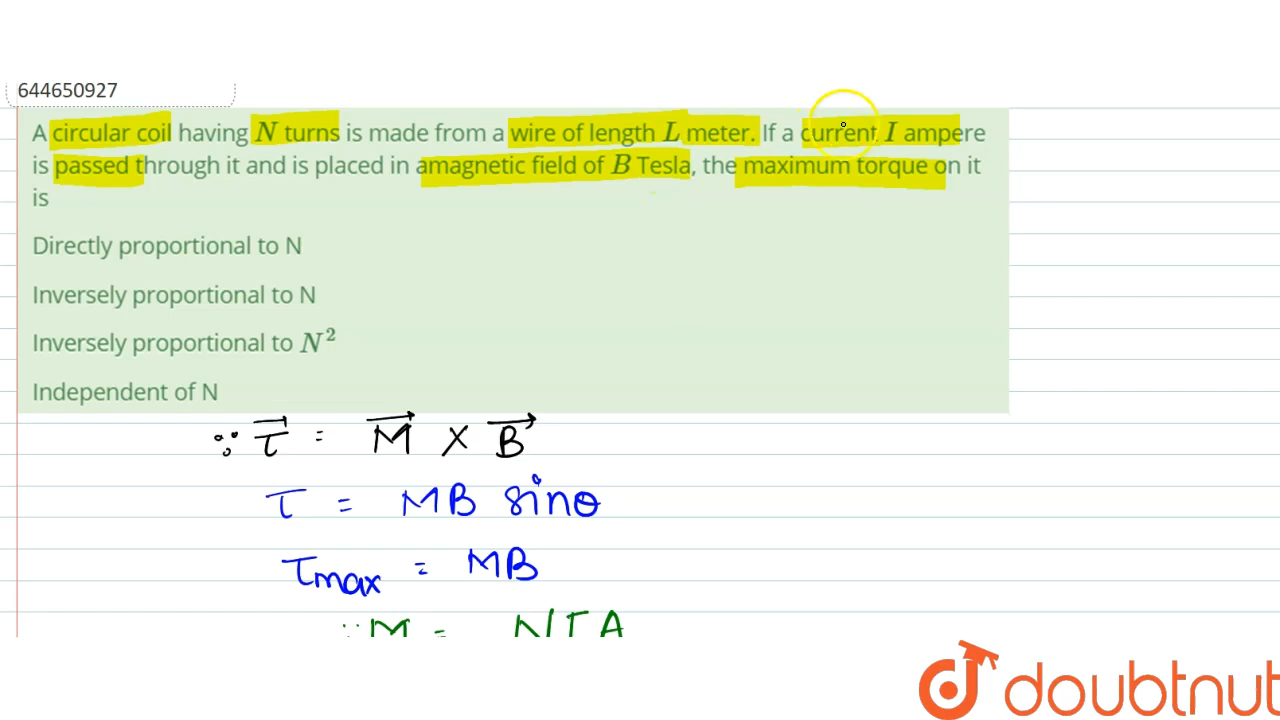 644650927
A circular coil having N turns is made from a wire of length L meter. If a current I ampere
is passed through it and is placed in amagnetic field of B Tesla, the maximum torque on it
is
Directly proportional to N
Inversely proportional to N
Inversely proportional to N²
Independent of N
∵ τ⃗ = M⃗ × B⃗
τ = MB sinθ
τmax = MB
∵ M = NIA
doubtnut